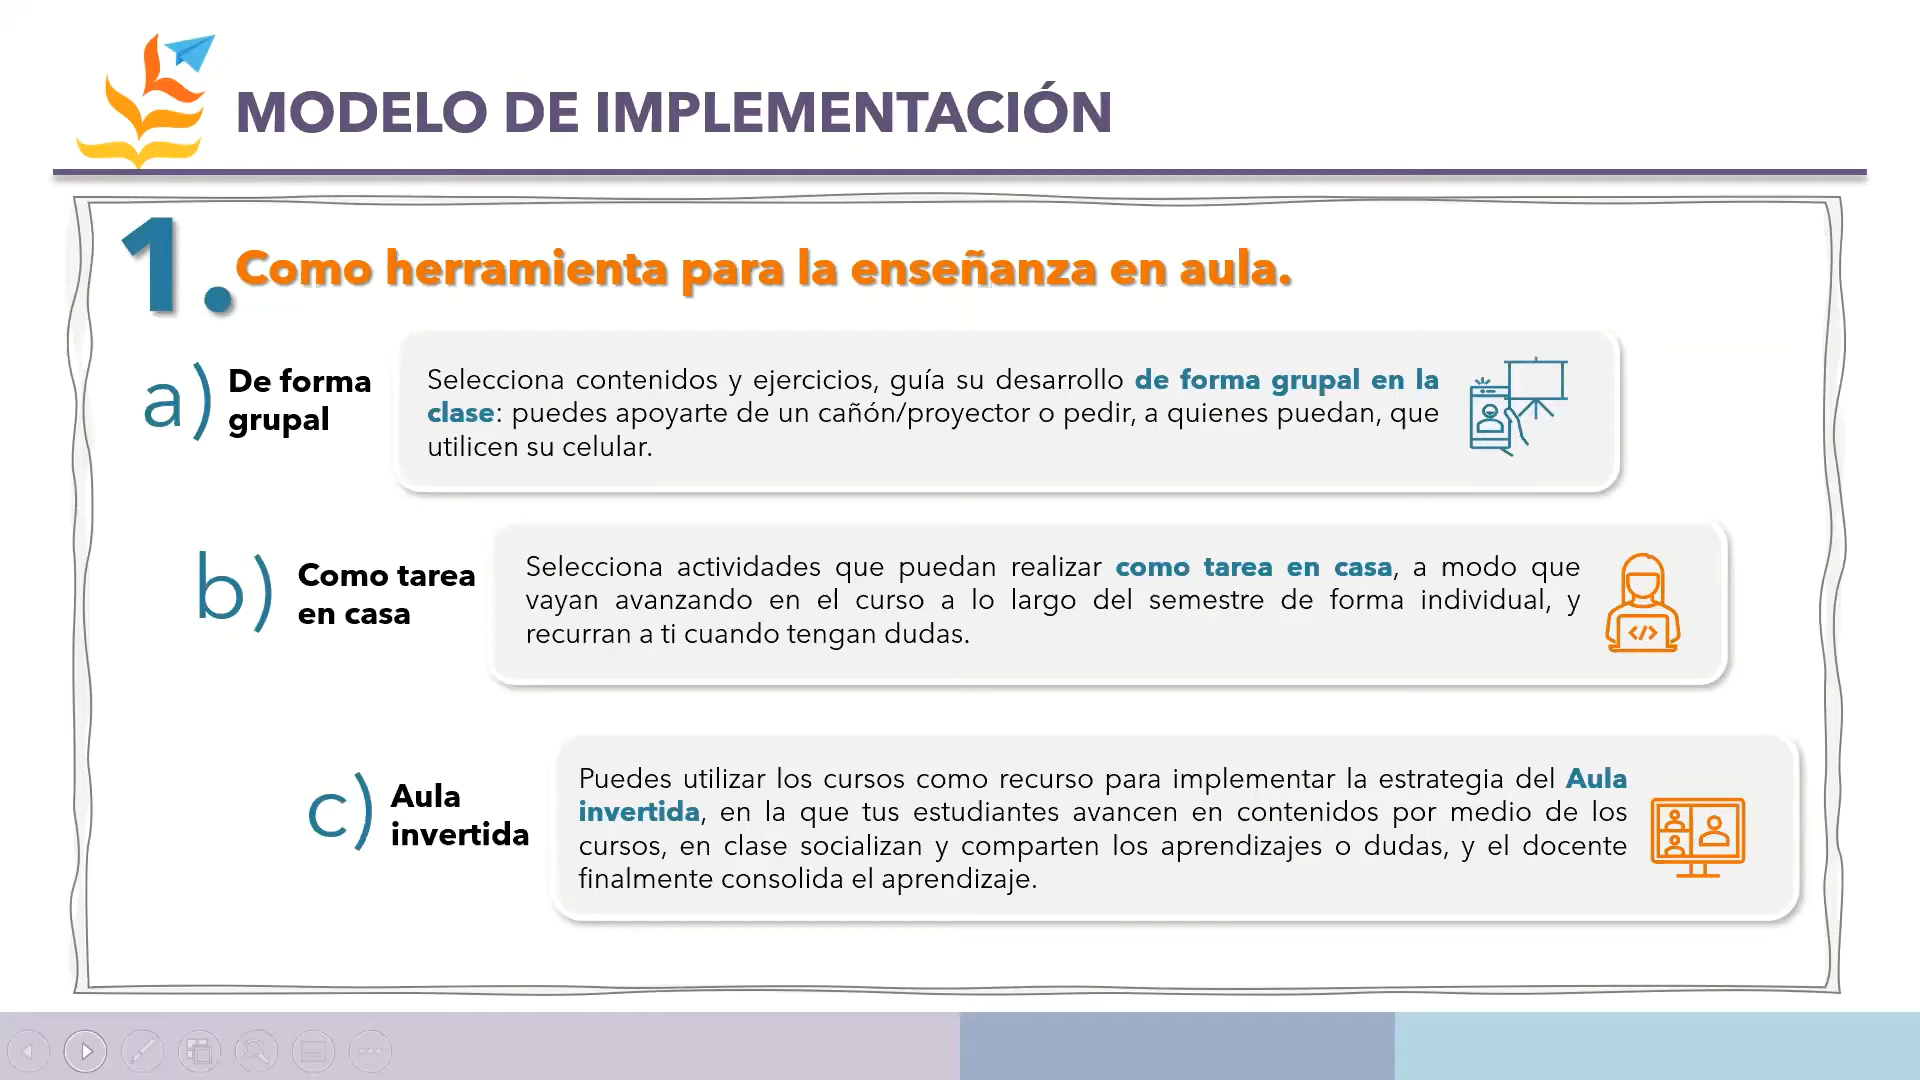 MODELO DE IMPLEMENTACIÓN
1. Como herramienta para la enseñanza en aula.
a) De forma
grupal
Selecciona contenidos y ejercicios, guía su desarrollo de forma grupal en la
clase: puedes apoyarte de un cañón/proyector o pedir, a quienes puedan, que
utilicen su celular.
b) Como tarea
en casa
Selecciona actividades que puedan realizar como tarea en casa, a modo que
vayan avanzando en el curso a lo largo del semestre de forma individual, y
recurran a ti cuando tengan dudas.
</>
c) Aula
invertida
Puedes utilizar los cursos como recurso para implementar la estrategia del Aula
invertida, en la que tus estudiantes avancen en contenidos por medio de los
cursos, en clase socializan y comparten los aprendizajes o dudas, y el docente
finalmente consolida el aprendizaje.